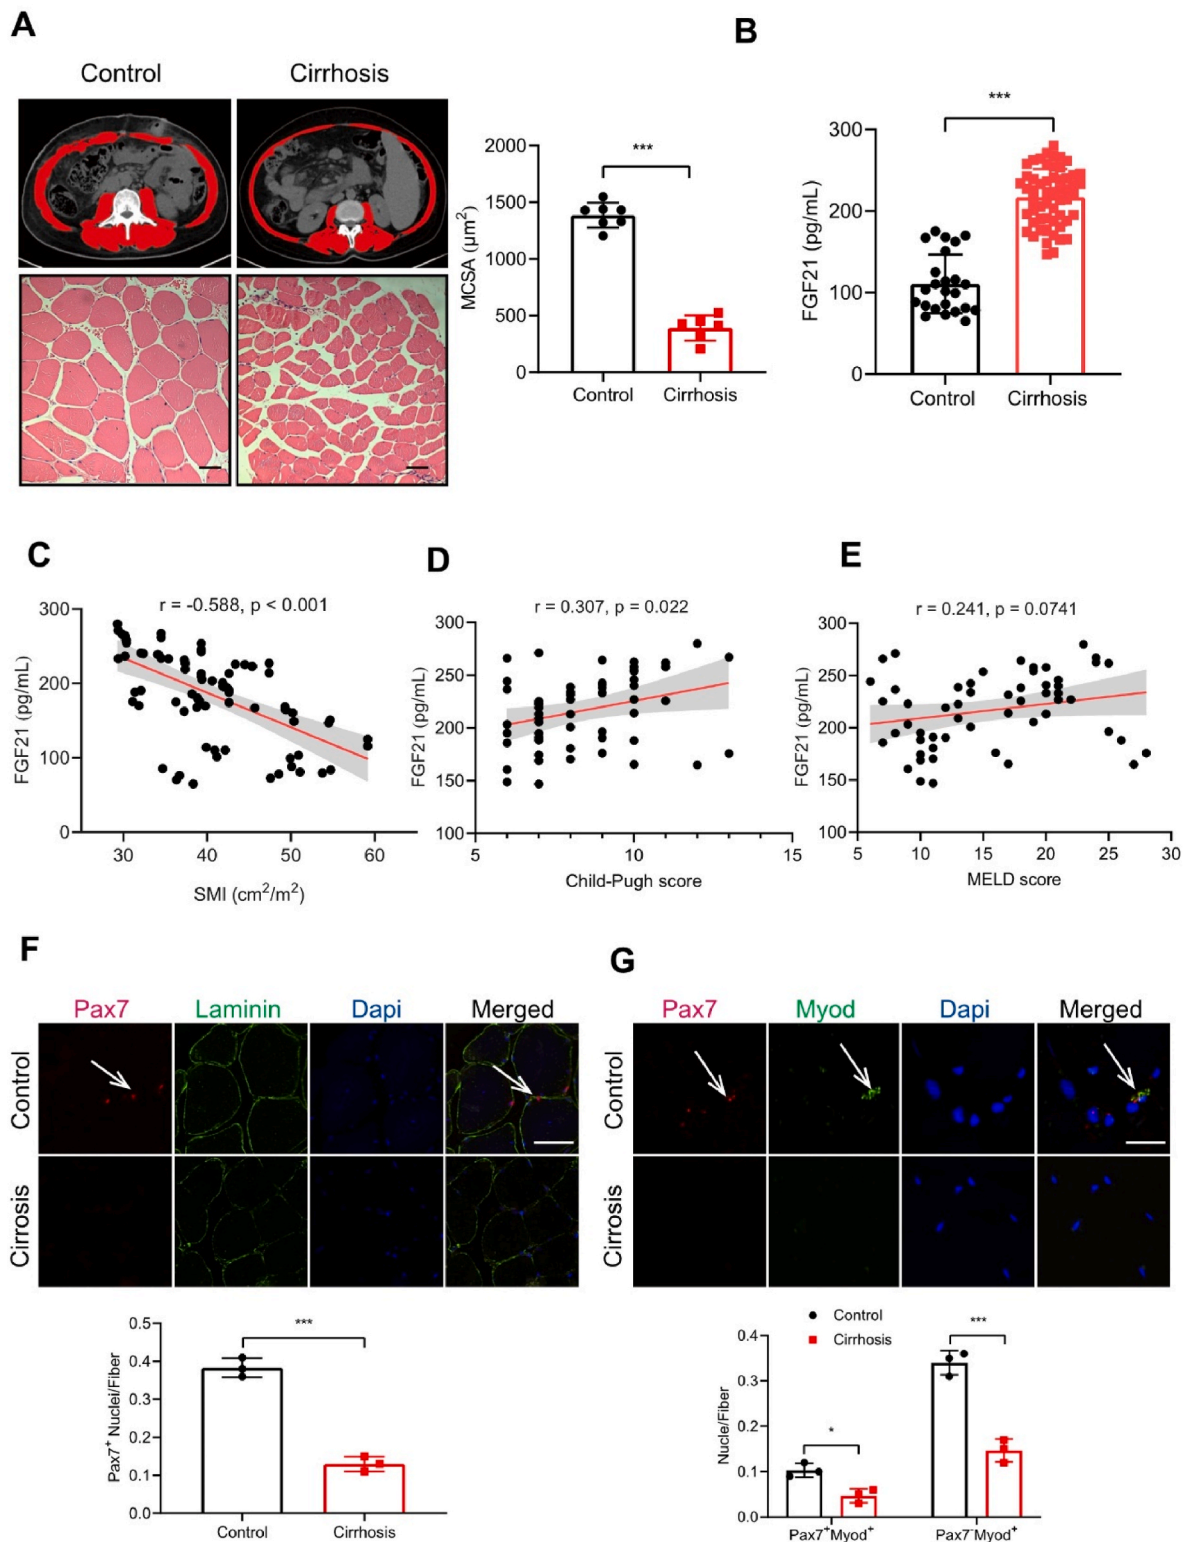 A
Control
Cirrhosis
MCSA (µm²)
2000
1500
1000
500
0
***
Control
Cirrhosis
B
FGF21 (pg/mL)
300
200
100
0
***
Control
Cirrhosis
C
r = -0.588, p < 0.001
FGF21 (pg/mL)
300
200
100
0
30
40
50
60
SMI (cm²/m²)
D
r = 0.307, p = 0.022
FGF21 (pg/mL)
300
250
200
150
100
5
10
15
Child-Pugh score
E
r = 0.241, p = 0.0741
FGF21 (pg/mL)
300
250
200
150
100
5
10
15
20
25
30
MELD score
F
Pax7
Laminin
Dapi
Merged
Control
Cirrosis
Pax7⁺ Nuclei/Fiber
0.5
0.4
0.3
0.2
0.1
0.0
***
Control
Cirrhosis
G
Pax7
Myod
Dapi
Merged
Control
Cirrosis
Control
Cirrhosis
Nucle/Fiber
0.4
0.3
0.2
0.1
0.0
*
***
Pax7⁺Myod⁺
Pax7⁻Myod⁺